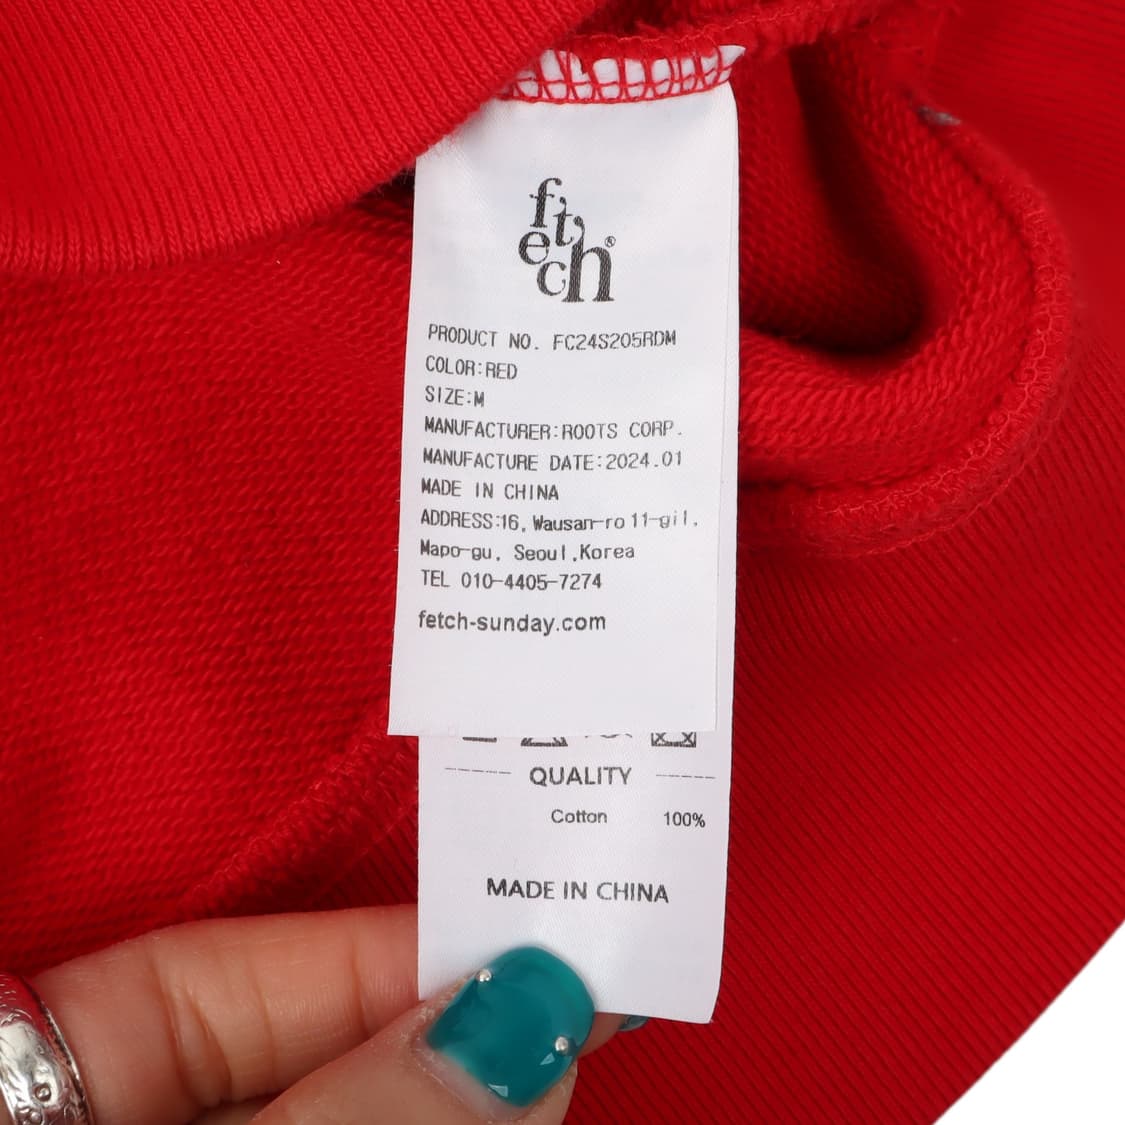 fetch®
PRODUCT NO. FC24S205RDM
COLOR:RED
SIZE:M
MANUFACTURER:ROOTS CORP.
MANUFACTURE DATE:2024.01
MADE IN CHINA
ADDRESS:16, Wausan-ro 11-gil,
Mapo-gu, Seoul,Korea
TEL 010-4405-7274
fetch-sunday.com
QUALITY
Cotton 100%
MADE IN CHINA